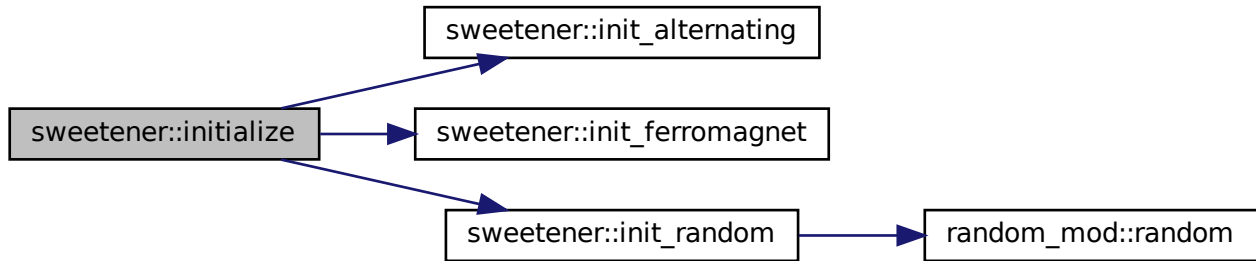 sweetener::init_alternating
sweetener::initialize
sweetener::init_ferromagnet
sweetener::init_random
random_mod::random